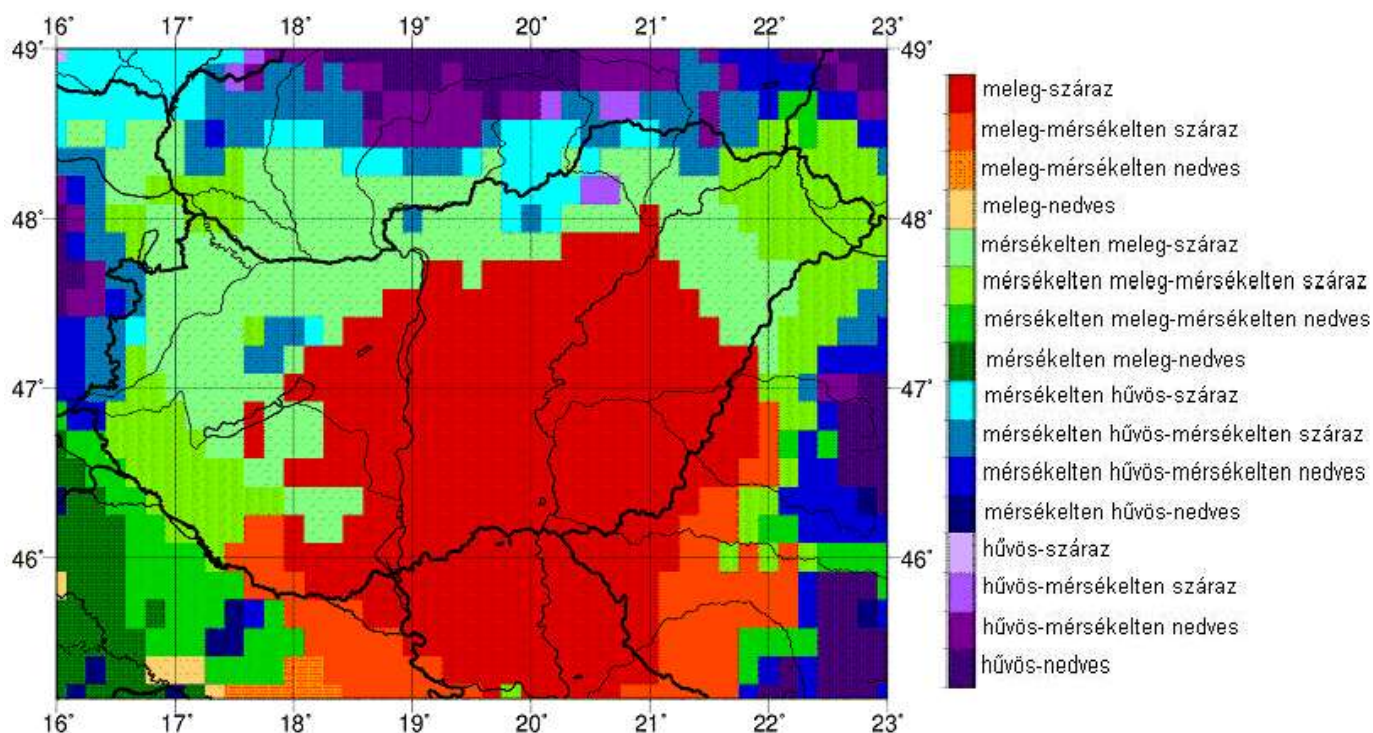 16˚ 17˚ 18˚ 19˚ 20˚ 21˚ 22˚ 23˚
49˚ 49˚
meleg-száraz
meleg-mérsékelten száraz
meleg-mérsékelten nedves
meleg-nedves
48˚ 48˚
mérsékelten meleg-száraz
mérsékelten meleg-mérsékelten száraz
mérsékelten meleg-mérsékelten nedves
mérsékelten meleg-nedves
47˚ 47˚
mérsékelten hűvös-száraz
mérsékelten hűvös-mérsékelten száraz
mérsékelten hűvös-mérsékelten nedves
mérsékelten hűvös-nedves
46˚ 46˚
hűvös-száraz
hűvös-mérsékelten száraz
hűvös-mérsékelten nedves
hűvös-nedves
16˚ 17˚ 18˚ 19˚ 20˚ 21˚ 22˚ 23˚